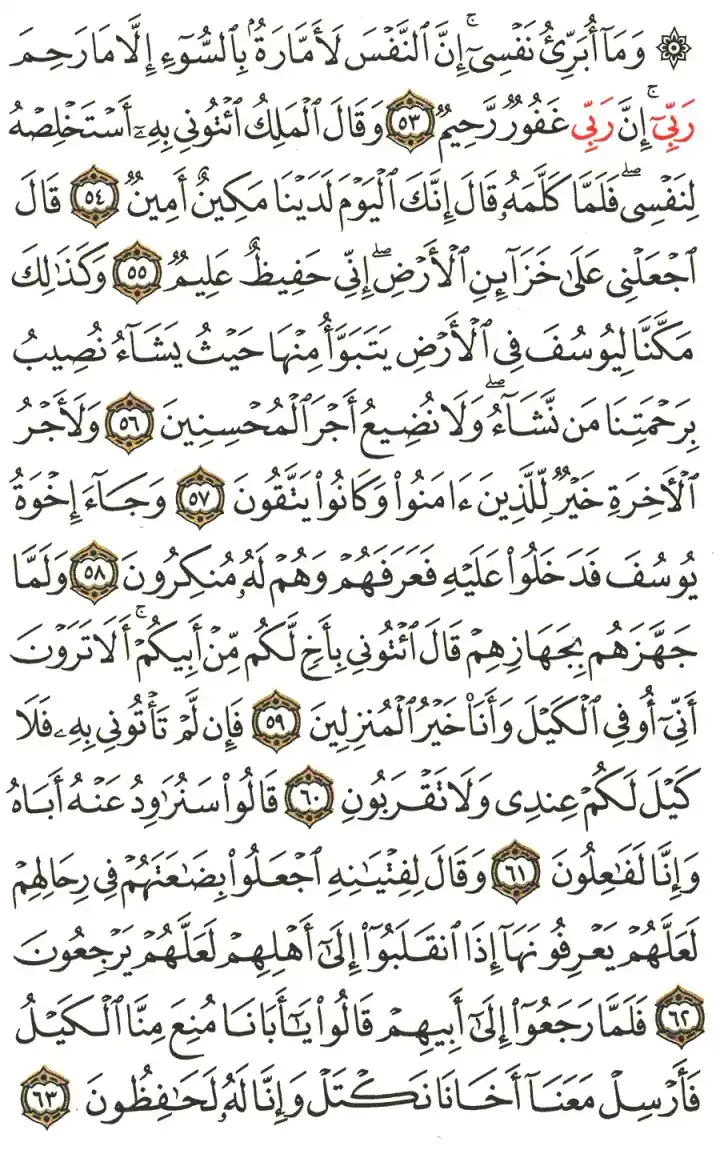 ۞ وَمَآ أُبَرِّئُ نَفۡسِيٓۚ إِنَّ ٱلنَّفۡسَ لَأَمَّارَةُۢ بِٱلسُّوٓءِ إِلَّا مَا رَحِمَ
رَبِّيٓۚ إِنَّ رَبِّي غَفُورٞ رَّحِيمٞ ٥٣ وَقَالَ ٱلۡمَلِكُ ٱئۡتُونِي بِهِۦٓ أَسۡتَخۡلِصۡهُ
لِنَفۡسِيۖ فَلَمَّا كَلَّمَهُۥ قَالَ إِنَّكَ ٱلۡيَوۡمَ لَدَيۡنَا مَكِينٌ أَمِينٞ ٥٤ قَالَ
ٱجۡعَلۡنِي عَلَىٰ خَزَآئِنِ ٱلۡأَرۡضِۖ إِنِّي حَفِيظٌ عَلِيمٞ ٥٥ وَكَذَٰلِكَ
مَكَّنَّا لِيُوسُفَ فِي ٱلۡأَرۡضِ يَتَبَوَّأُ مِنۡهَا حَيۡثُ يَشَآءُۚ نُصِيبُ
بِرَحۡمَتِنَا مَن نَّشَآءُۖ وَلَا نُضِيعُ أَجۡرَ ٱلۡمُحۡسِنِينَ ٥٦ وَلَأَجۡرُ
ٱلۡأٓخِرَةِ خَيۡرٞ لِّلَّذِينَ ءَامَنُواْ وَكَانُواْ يَتَّقُونَ ٥٧ وَجَآءَ إِخۡوَةُ
يُوسُفَ فَدَخَلُواْ عَلَيۡهِ فَعَرَفَهُمۡ وَهُمۡ لَهُۥ مُنكِرُونَ ٥٨ وَلَمَّا
جَهَّزَهُم بِجَهَازِهِمۡ قَالَ ٱئۡتُونِي بِأَخٖ لَّكُم مِّنۡ أَبِيكُمۡۚ أَلَا تَرَوۡنَ
أَنِّيٓ أُوفِي ٱلۡكَيۡلَ وَأَنَا۠ خَيۡرُ ٱلۡمُنزِلِينَ ٥٩ فَإِن لَّمۡ تَأۡتُونِي بِهِۦ فَلَا
كَيۡلَ لَكُمۡ عِندِي وَلَا تَقۡرَبُونِ ٦٠ قَالُواْ سَنُرَٰوِدُ عَنۡهُ أَبَاهُ
وَإِنَّا لَفَٰعِلُونَ ٦١ وَقَالَ لِفِتۡيَٰنِهِ ٱجۡعَلُواْ بِضَٰعَتَهُمۡ فِي رِحَالِهِمۡ
لَعَلَّهُمۡ يَعۡرِفُونَهَآ إِذَا ٱنقَلَبُوٓاْ إِلَىٰٓ أَهۡلِهِمۡ لَعَلَّهُمۡ يَرۡجِعُونَ
٦٢ فَلَمَّا رَجَعُوٓاْ إِلَىٰٓ أَبِيهِمۡ قَالُواْ يَٰٓأَبَانَا مُنِعَ مِنَّا ٱلۡكَيۡلُ
فَأَرۡسِلۡ مَعَنَآ أَخَانَا نَكۡتَلۡ وَإِنَّا لَهُۥ لَحَٰفِظُونَ ٦٣